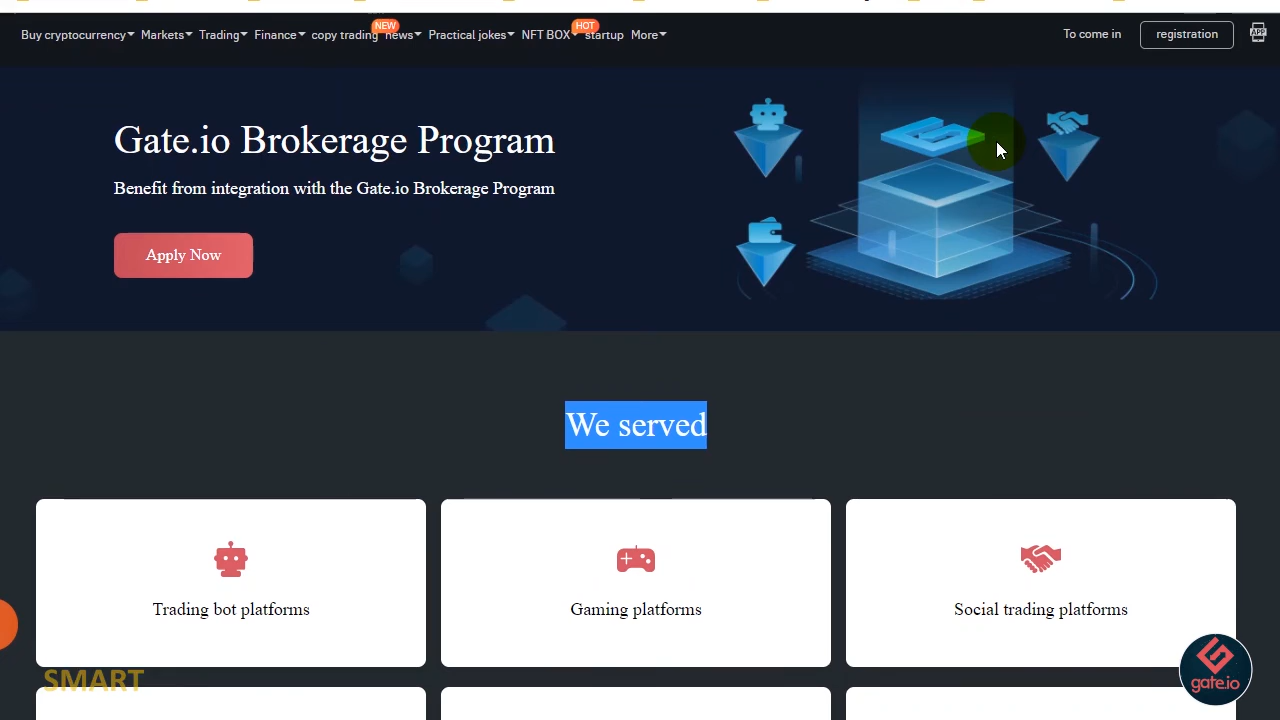 NEW
HOT
Buy cryptocurrency Markets Trading Finance copy trading news Practical jokes NFT BOX startup More To come in registration
APP
Gate.io Brokerage Program
Benefit from integration with the Gate.io Brokerage Program
Apply Now
We served
Trading bot platforms Gaming platforms Social trading platforms
SMART
gate.io